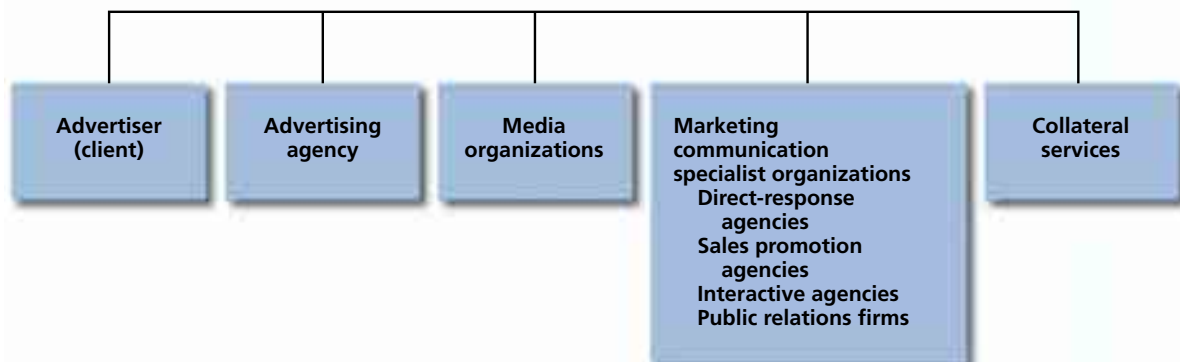 Advertiser
(client)
Advertising
agency
Media
organizations
Marketing
communication
specialist organizations
Direct-response
agencies
Sales promotion
agencies
Interactive agencies
Public relations firms
Collateral
services